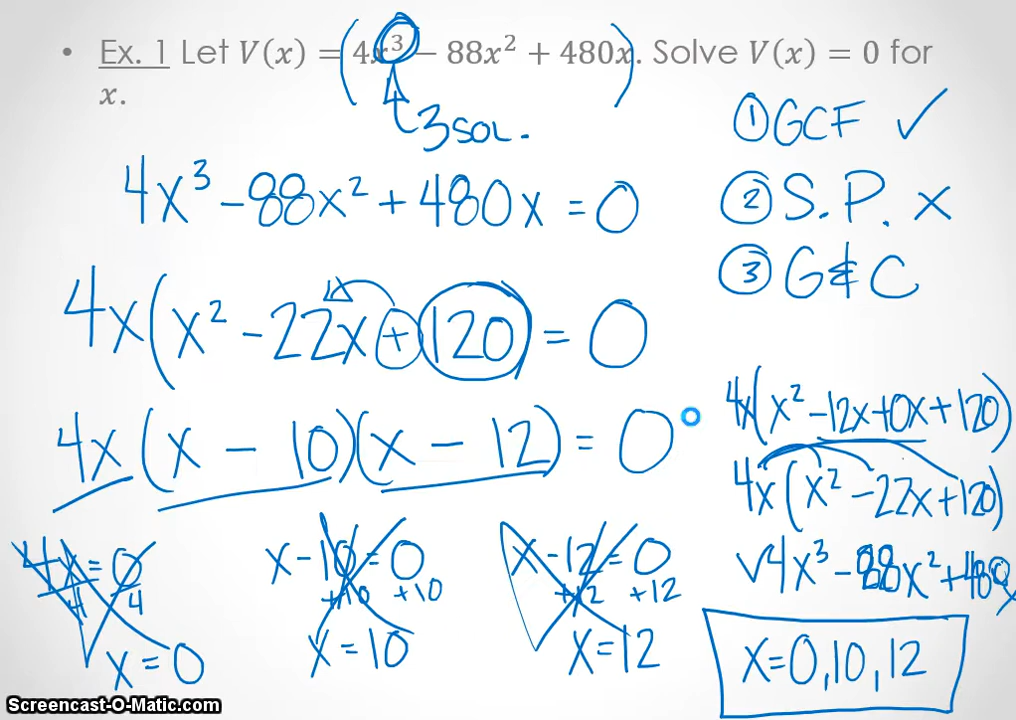 • Ex. 1 Let V(x) = (4x³ − 88x² + 480x). Solve V(x) = 0 for
x.
3 SOL.
① GCF ✓
② S.P. x
③ G & C
4x³ - 88x² + 480x = 0
4x(x² - 22x + 120) = 0
4x(x - 10)(x - 12) = 0
4x = 0
4 4
x = 0
x - 10 = 0
+10 +10
x = 10
x - 12 = 0
+12 +12
x = 12
4x(x² - 12x + 0x + 120)
4x(x² - 22x + 120)
✓4x³ - 88x² + 480x
x = 0, 10, 12
Screencast-O-Matic.com